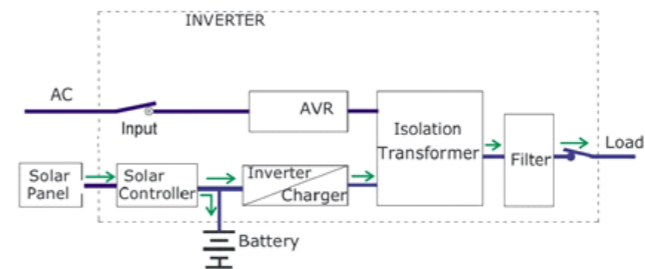 INVERTER
AC
Input
AVR
Isolation
Transformer
Filter
Load
Solar
Panel
Solar
Controller
Inverter
Charger
Battery